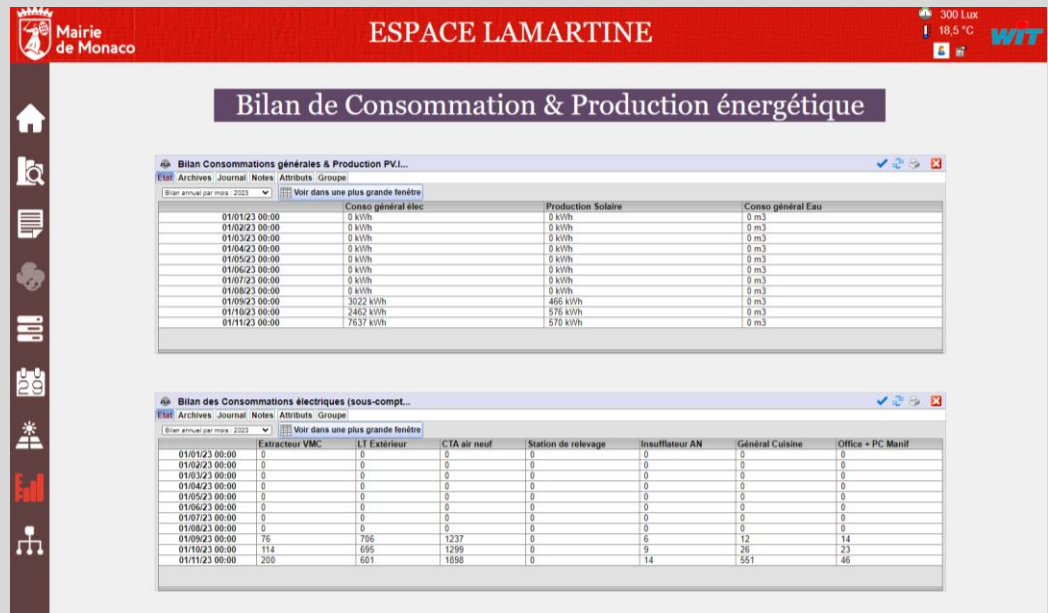 Mairie
de Monaco
ESPACE LAMARTINE
300 Lux
18,5 °C
WIT
Bilan de Consommation & Production énergétique
29
Bilan Consommations générales & Production PV.I...
Etat Archives Journal Notes Attributs Groupe
Bilan annuel par mois : 2023 Voir dans une plus grande fenêtre
Conso général élec Production Solaire Conso général Eau
01/01/23 00:00 0 kWh 0 kWh 0 m3
01/02/23 00:00 0 kWh 0 kWh 0 m3
01/03/23 00:00 0 kWh 0 kWh 0 m3
01/04/23 00:00 0 kWh 0 kWh 0 m3
01/05/23 00:00 0 kWh 0 kWh 0 m3
01/06/23 00:00 0 kWh 0 kWh 0 m3
01/07/23 00:00 0 kWh 0 kWh 0 m3
01/08/23 00:00 0 kWh 0 kWh 0 m3
01/09/23 00:00 3022 kWh 466 kWh 0 m3
01/10/23 00:00 2462 kWh 576 kWh 0 m3
01/11/23 00:00 7637 kWh 570 kWh 0 m3
Bilan des Consommations électriques (sous-compt...
Etat Archives Journal Notes Attributs Groupe
Bilan annuel par mois : 2023 Voir dans une plus grande fenêtre
Extracteur VMC LT Extérieur CTA air neuf Station de relevage Insufflateur AN Général Cuisine Office + PC Manif
01/01/23 00:00 0 0 0 0 0 0 0
01/02/23 00:00 0 0 0 0 0 0 0
01/03/23 00:00 0 0 0 0 0 0 0
01/04/23 00:00 0 0 0 0 0 0 0
01/05/23 00:00 0 0 0 0 0 0 0
01/06/23 00:00 0 0 0 0 0 0 0
01/07/23 00:00 0 0 0 0 0 0 0
01/08/23 00:00 0 0 0 0 0 0 0
01/09/23 00:00 76 706 1237 0 6 12 14
01/10/23 00:00 114 695 1299 0 9 26 23
01/11/23 00:00 200 601 1898 0 14 551 46